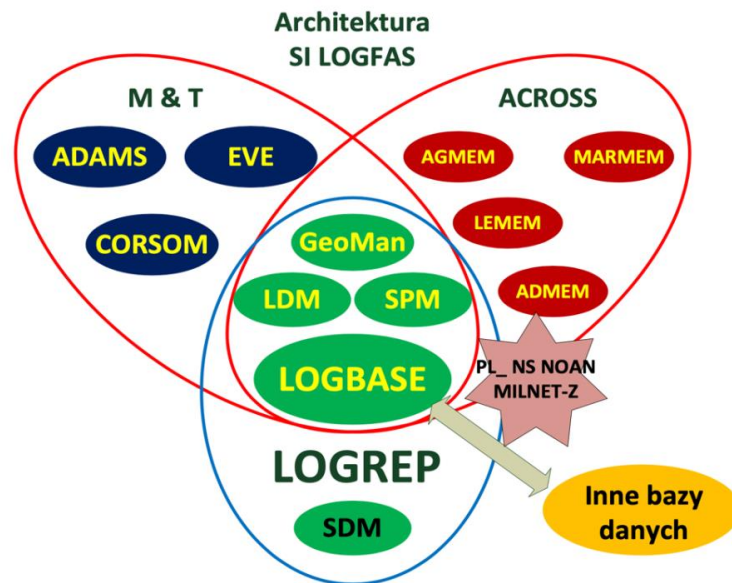 Architektura
SI LOGFAS
M & T
ACROSS
ADAMS
EVE
AGMEM
MARMEM
CORSOM
LEMEM
GeoMan
LDM
SPM
ADMEM
LOGBASE
PL_ NS NOAN
MILNET-Z
LOGREP
SDM
Inne bazy
danych